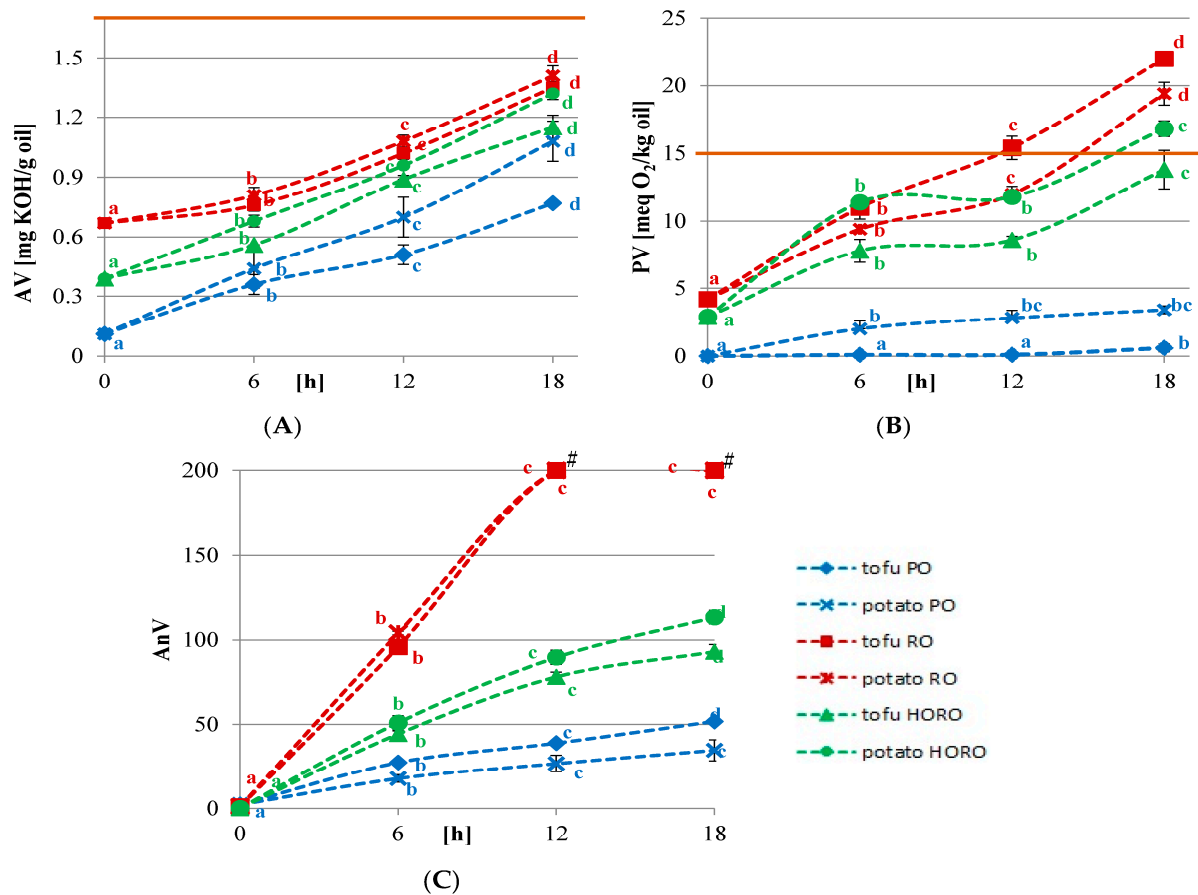 AV [mg KOH/g oil]
1.5
1.2
0.9
0.6
0.3
0
a
a
a
b
b
b
b
b
b
c
c
c
c
c
c
d
d
d
d
d
d
0
6
[h]
12
18
(A)
PV [meq O₂/kg oil]
25
20
15
10
5
0
a
a
a
b
b
b
b
b
a
c
c
c
b
bc
a
d
d
c
c
bc
b
0
6
[h]
12
18
(B)
AnV
200
150
100
50
0
a
a
a
b
b
b
b
b
b
c
#
c
c
c
c
c
c
#
c
d
d
d
c
0
6
[h]
12
18
(C)
tofu PO
potato PO
tofu RO
potato RO
tofu HORO
potato HORO